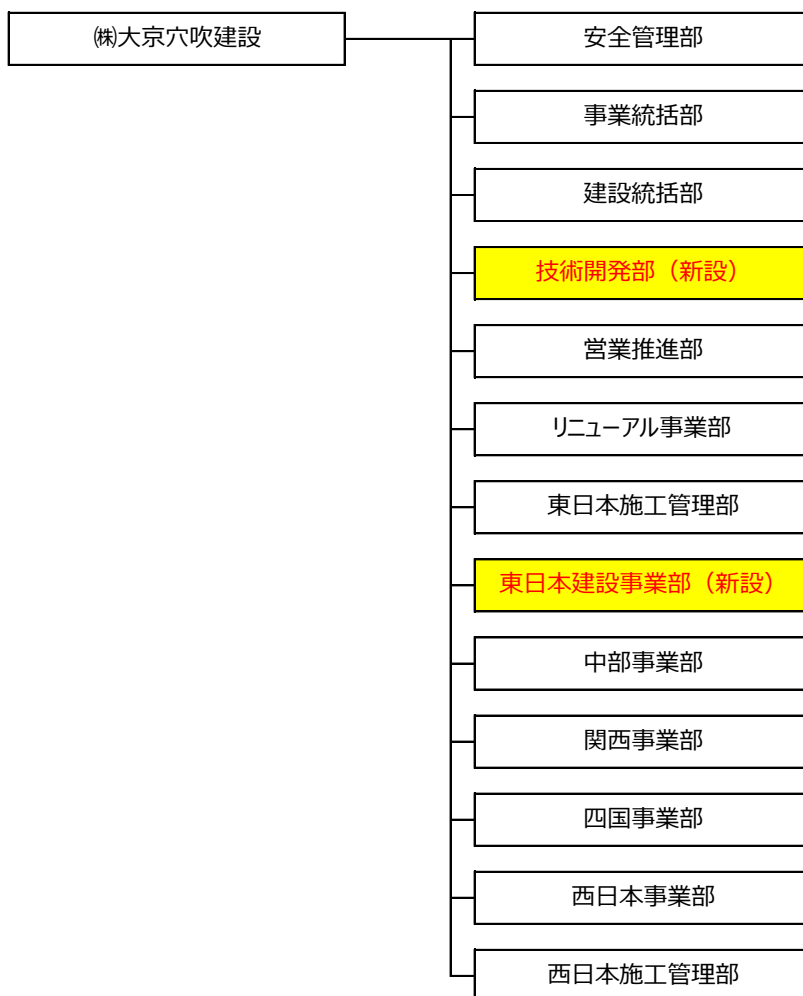 ㈱大京穴吹建設
安全管理部
事業統括部
建設統括部
技術開発部（新設）
営業推進部
リニューアル事業部
東日本施工管理部
東日本建設事業部（新設）
中部事業部
関西事業部
四国事業部
西日本事業部
西日本施工管理部